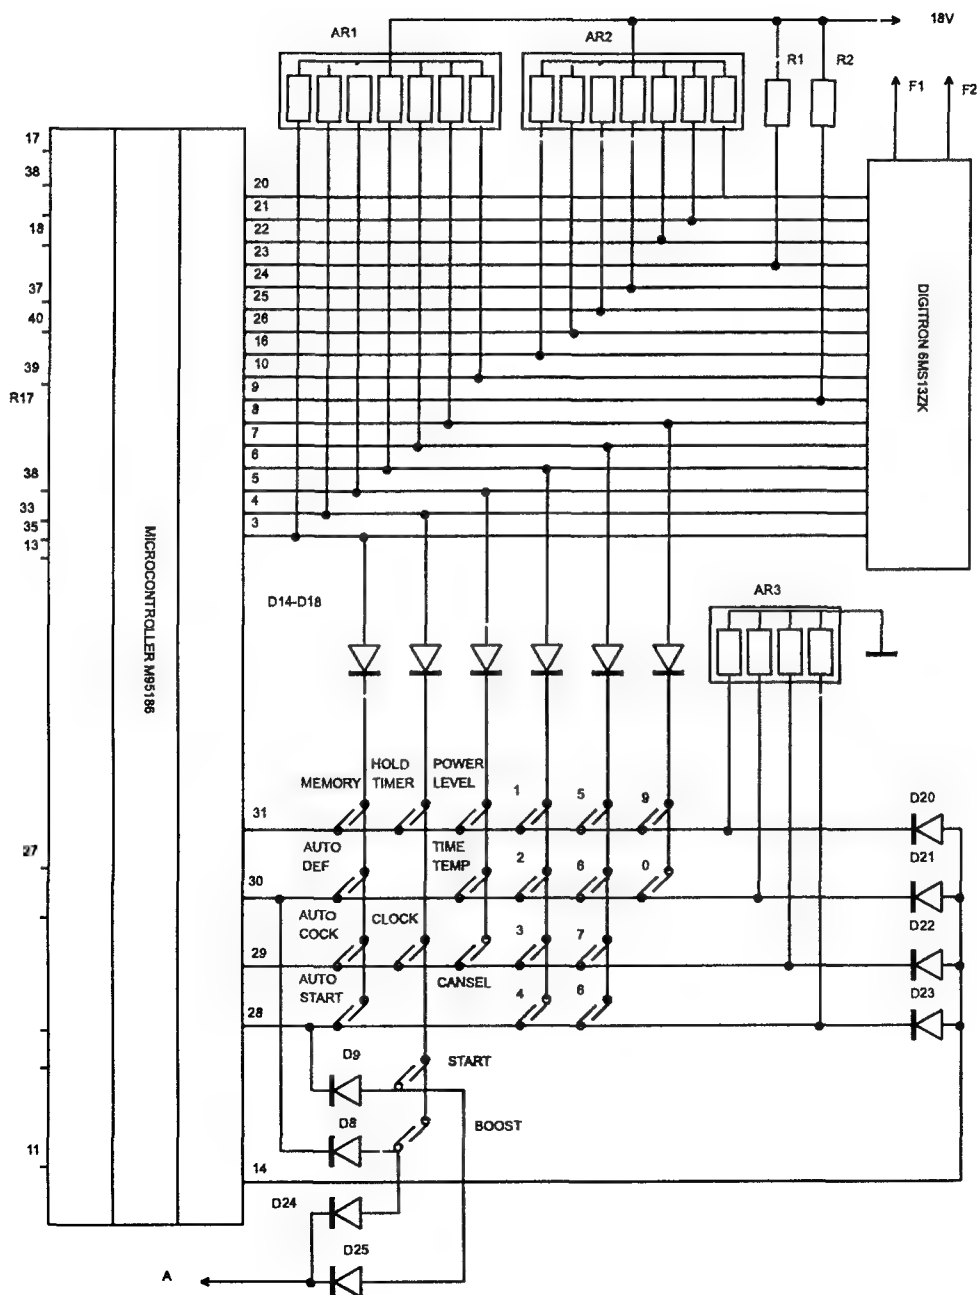 18V
AR1
AR2
R1
R2
F1
F2
17
38
18
37
40
39
R17
38
33
35
13
27
11
20
21
22
23
24
25
26
16
10
9
8
7
6
5
4
3
MICROCONTROLLER M95186
DIGITRON 6MS13ZK
D14-D18
AR3
MEMORY
HOLD
TIMER
POWER
LEVEL
1
5
9
D20
31
AUTO
DEF
TIME
TEMP
2
6
0
D21
30
AUTO
COCK
CLOCK
3
7
D22
29
AUTO
START
CANSEL
4
6
D23
28
D9
START
D8
BOOST
14
D24
D25
A